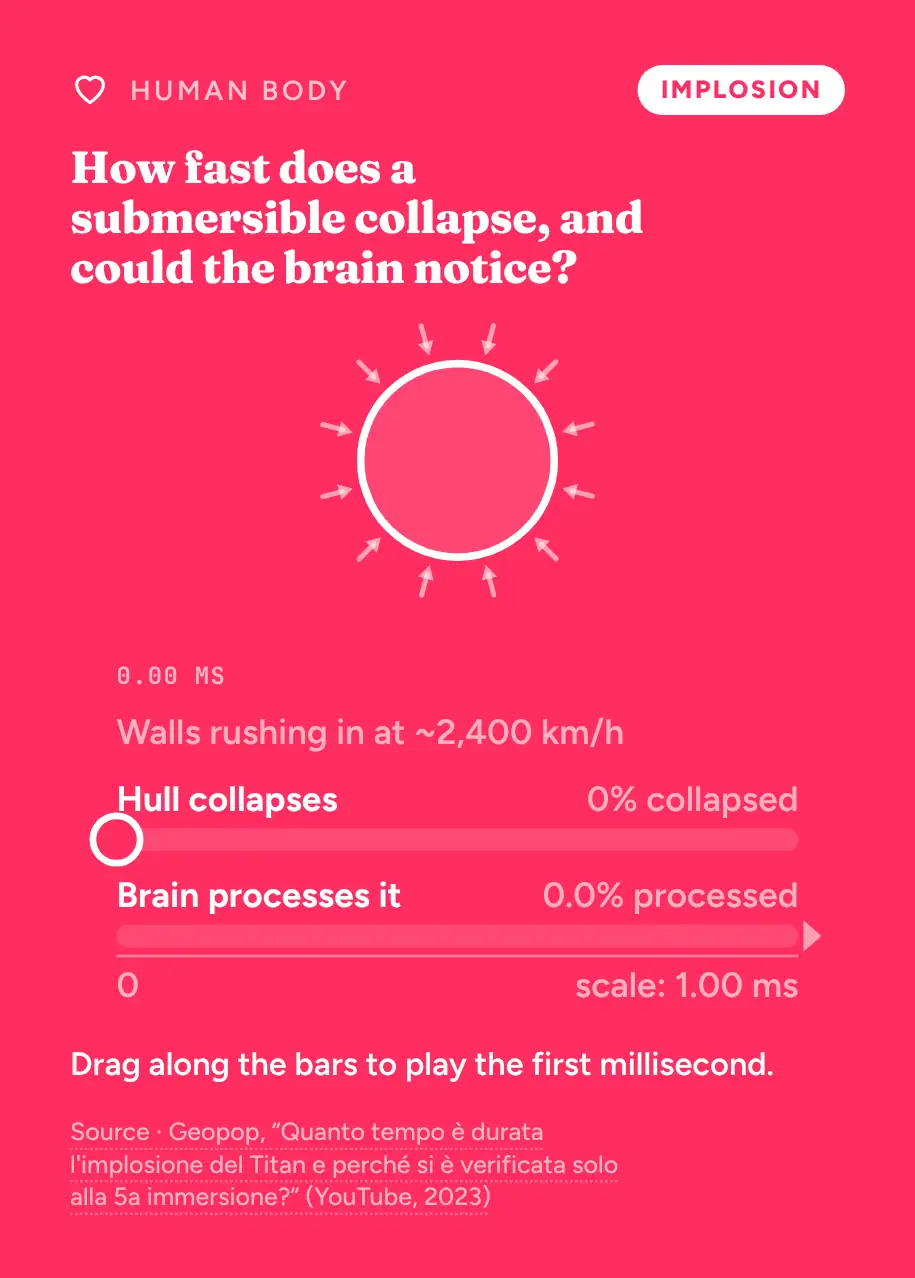 HUMAN BODY
IMPLOSION
How fast does a
submersible collapse, and
could the brain notice?
0.00 MS
Walls rushing in at ~2,400 km/h
Hull collapses 0% collapsed
Brain processes it 0.0% processed
0 scale: 1.00 ms
Drag along the bars to play the first millisecond.
Source · Geopop, “Quanto tempo è durata
l'implosione del Titan e perché si è verificata solo
alla 5a immersione?” (YouTube, 2023)